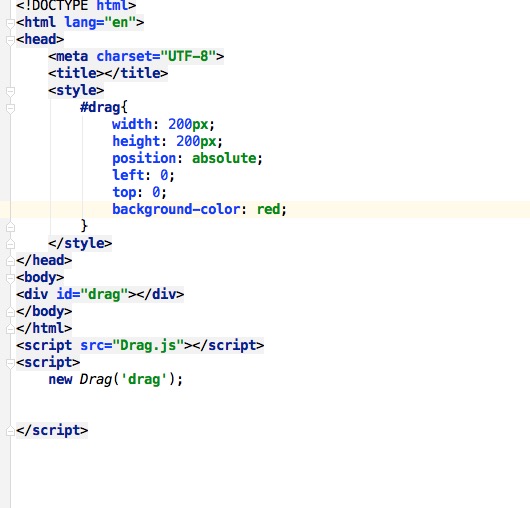 <!DOCTYPE html>
<html lang="en">
<head>
    <meta charset="UTF-8">
    <title></title>
    <style>
        #drag{
            width: 200px;
            height: 200px;
            position: absolute;
            left: 0;
            top: 0;
            background-color: red;
        }
    </style>
</head>
<body>
<div id="drag"></div>
</body>
</html>
<script src="Drag.js"></script>
<script>
    new Drag('drag');
</script>